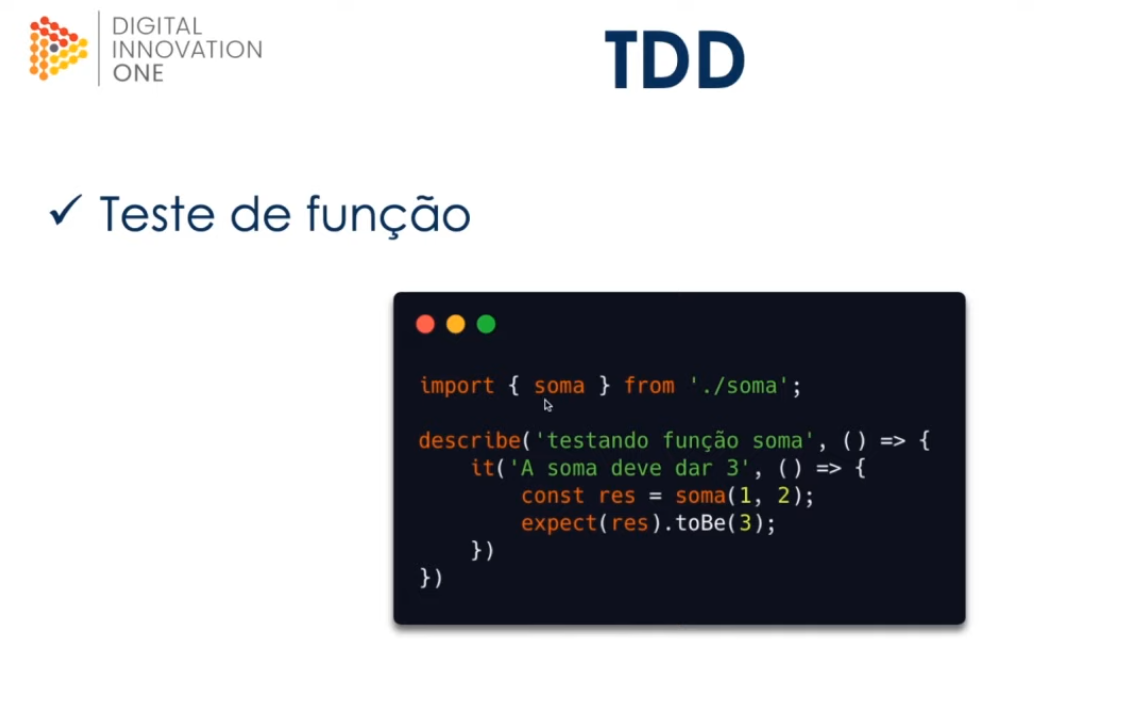 DIGITAL
INNOVATION
ONE
TDD
✓ Teste de função
import { soma } from './soma';
describe('testando função soma', () => {
    it('A soma deve dar 3', () => {
        const res = soma(1, 2);
        expect(res).toBe(3);
    })
})